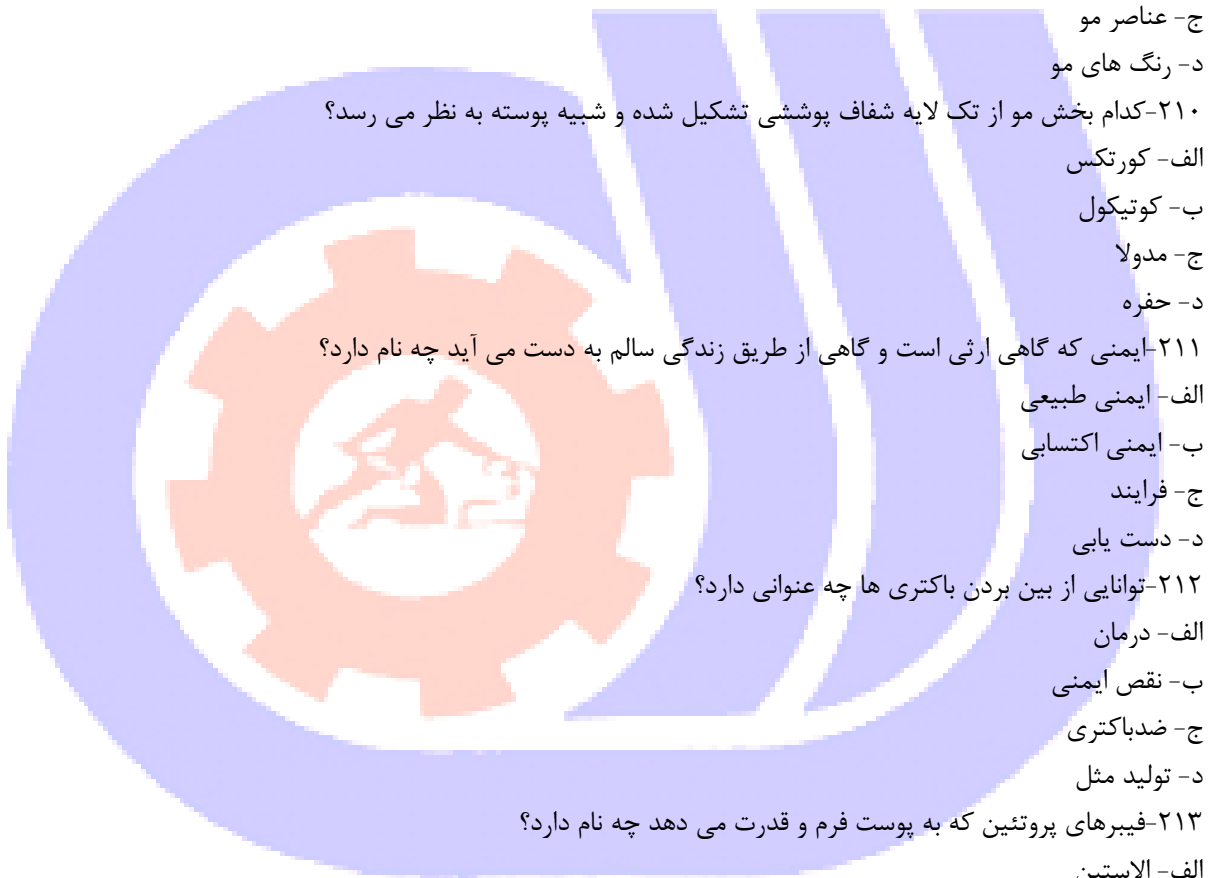 ج- عناصر مو
د- رنگ های مو
۲۱۰-کدام بخش مو از تک لایه شفاف پوششی تشکیل شده و شبیه پوسته به نظر می رسد؟
الف- کورتکس
ب- کوتیکول
ج- مدولا
د- حفره
۲۱۱-ایمنی که گاهی ارثی است و گاهی از طریق زندگی سالم به دست می آید چه نام دارد؟
الف- ایمنی طبیعی
ب- ایمنی اکتسابی
ج- فرایند
د- دست یابی
۲۱۲-توانایی از بین بردن باکتری ها چه عنوانی دارد؟
الف- درمان
ب- نقص ایمنی
ج- ضدباکتری
د- تولید مثل
۲۱۳-فیبرهای پروتئین که به پوست فرم و قدرت می دهد چه نام دارد؟
الف- الاستین